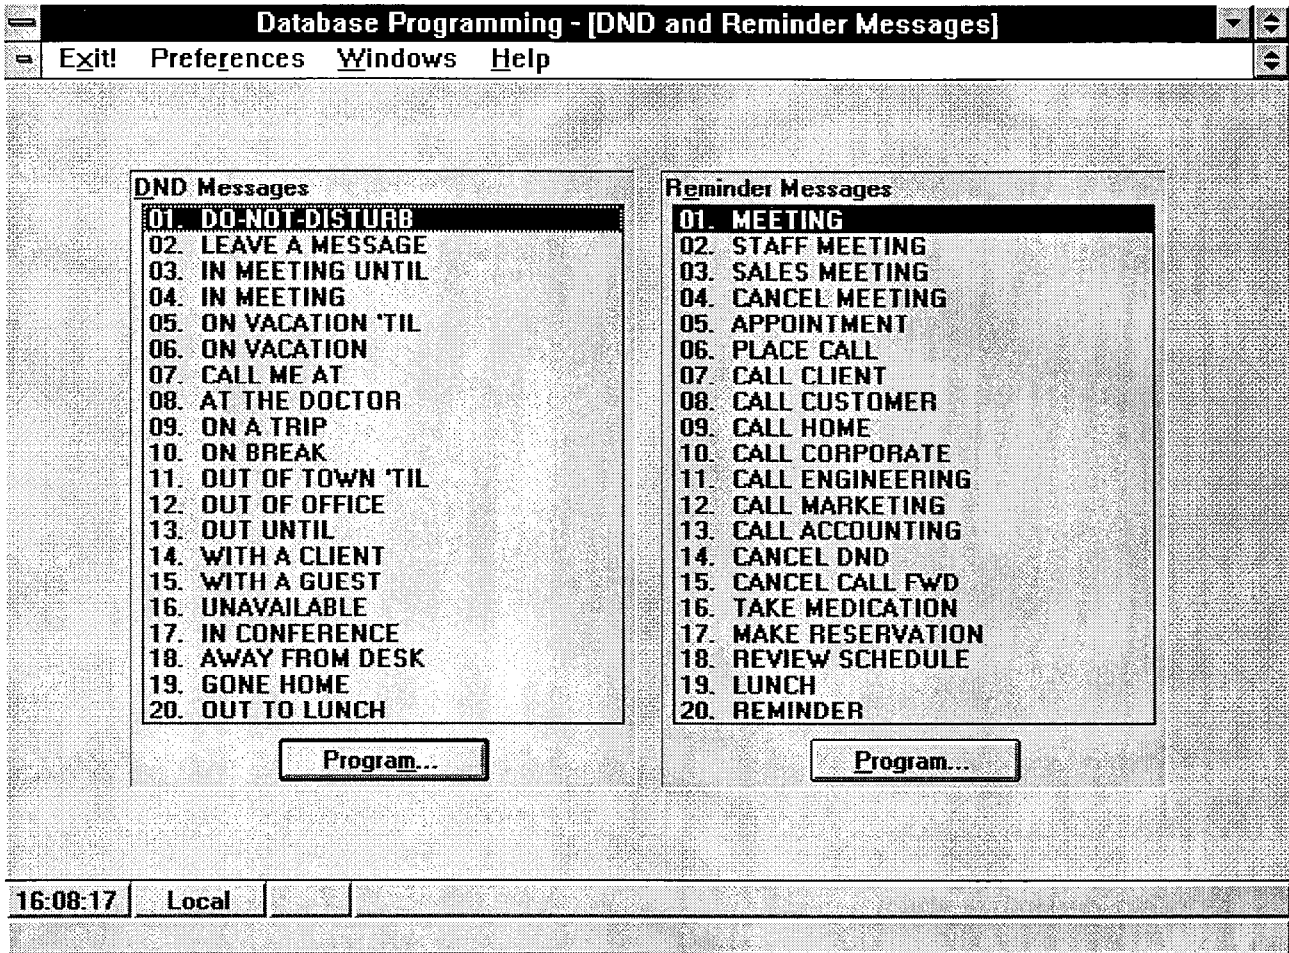 Database Programming - [DND and Reminder Messages]
Exit! Preferences Windows Help
DND Messages
01. DO-NOT-DISTURB
02. LEAVE A MESSAGE
03. IN MEETING UNTIL
04. IN MEETING
05. ON VACATION 'TIL
06. ON VACATION
07. CALL ME AT
08. AT THE DOCTOR
09. ON A TRIP
10. ON BREAK
11. OUT OF TOWN 'TIL
12. OUT OF OFFICE
13. OUT UNTIL
14. WITH A CLIENT
15. WITH A GUEST
16. UNAVAILABLE
17. IN CONFERENCE
18. AWAY FROM DESK
19. GONE HOME
20. OUT TO LUNCH
Program...
Reminder Messages
01. MEETING
02. STAFF MEETING
03. SALES MEETING
04. CANCEL MEETING
05. APPOINTMENT
06. PLACE CALL
07. CALL CLIENT
08. CALL CUSTOMER
09. CALL HOME
10. CALL CORPORATE
11. CALL ENGINEERING
12. CALL MARKETING
13. CALL ACCOUNTING
14. CANCEL DND
15. CANCEL CALL FWD
16. TAKE MEDICATION
17. MAKE RESERVATION
18. REVIEW SCHEDULE
19. LUNCH
20. REMINDER
Program...
16:08:17 Local